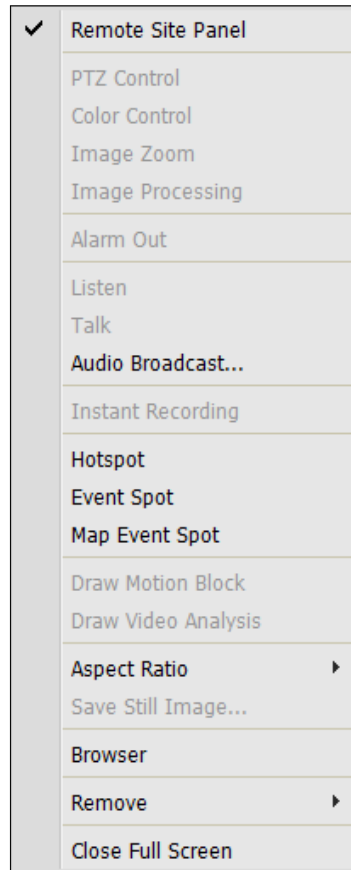 Remote Site Panel
PTZ Control
Color Control
Image Zoom
Image Processing
Alarm Out
Listen
Talk
Audio Broadcast...
Instant Recording
Hotspot
Event Spot
Map Event Spot
Draw Motion Block
Draw Video Analysis
Aspect Ratio
Save Still Image...
Browser
Remove
Close Full Screen